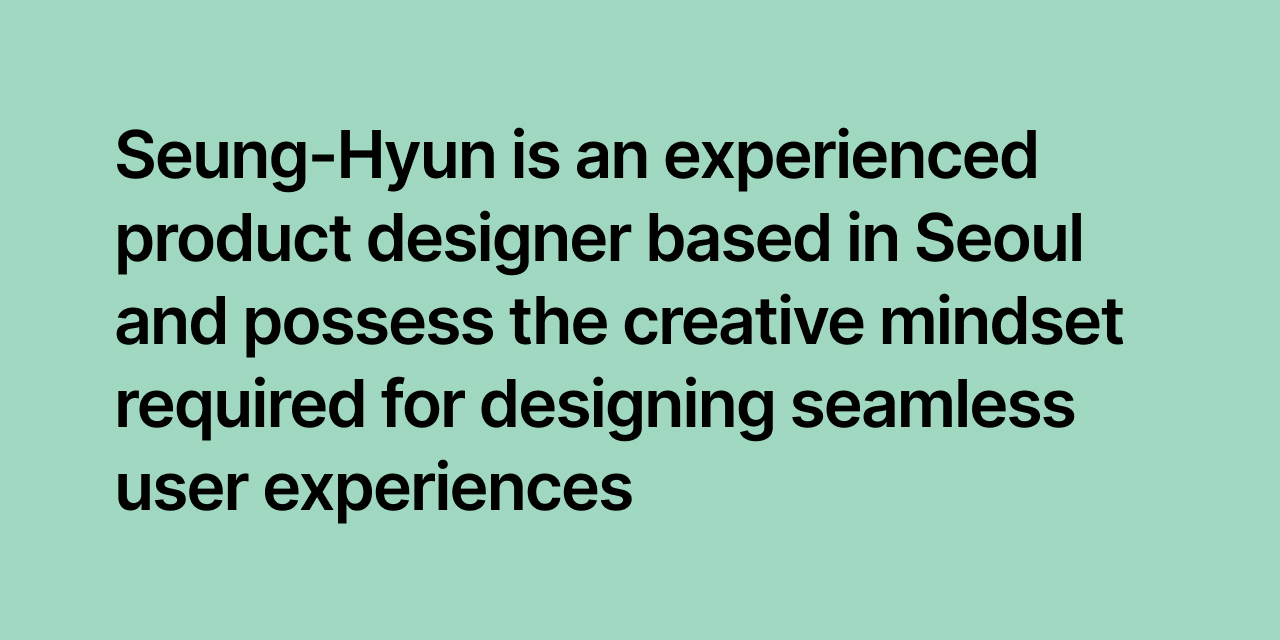 Seung-Hyun is an experienced
product designer based in Seoul
and possess the creative mindset
required for designing seamless
user experiences